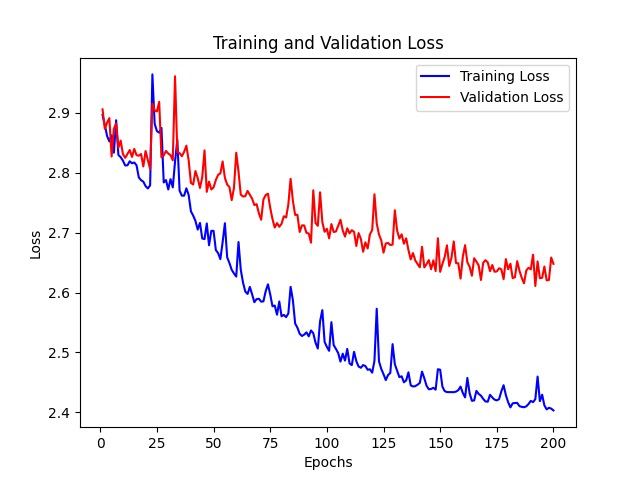 Training and Validation Loss
Training Loss
Validation Loss
Loss
2.9
2.8
2.7
2.6
2.5
2.4
0 25 50 75 100 125 150 175 200
Epochs